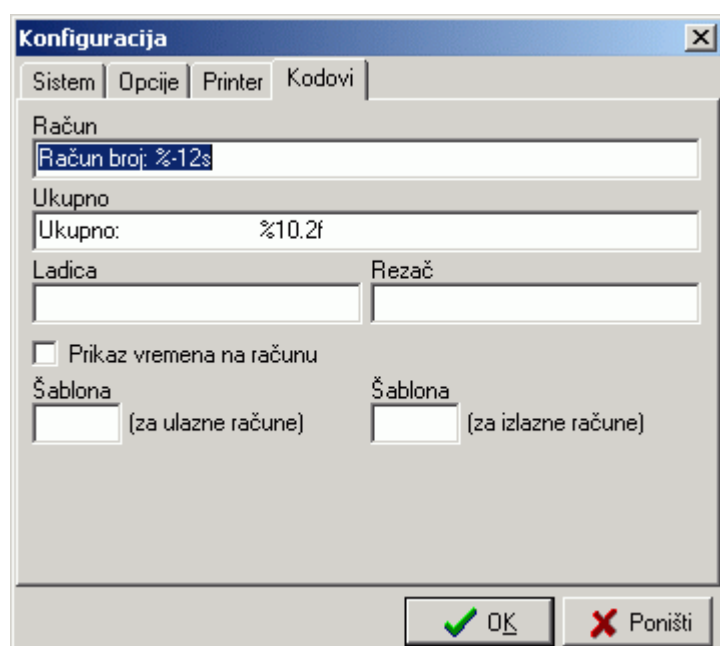 Konfiguracija
Sistem Opcije Printer Kodovi
Račun
Račun broj: %-12s
Ukupno
Ukupno: %10.2f
Ladica Rezač
Prikaz vremena na računu
Šablona Šablona
(za ulazne račune) (za izlazne račune)
OK Poništi